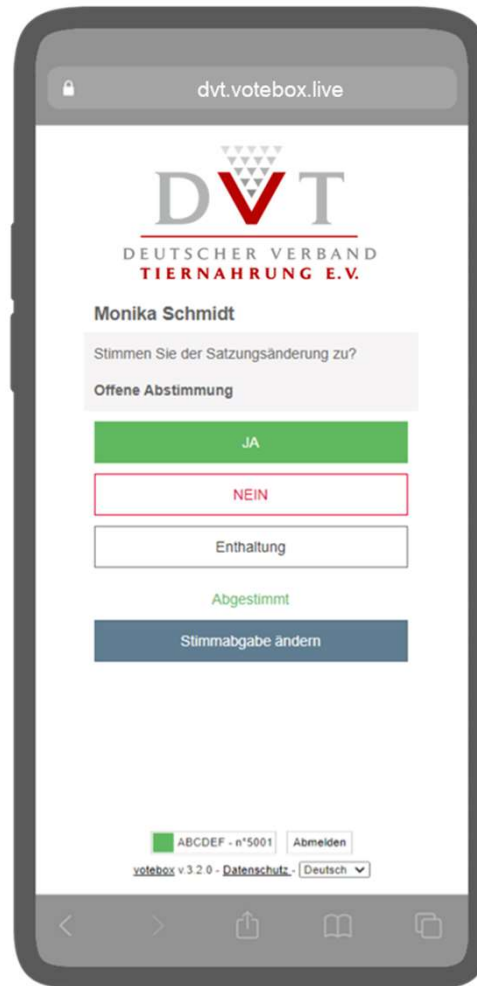 dvt.votebox.live
DVT
DEUTSCHER VERBAND
TIERNAHRUNG E.V.
Monika Schmidt
Stimmen Sie der Satzungsänderung zu?
Offene Abstimmung
JA
NEIN
Enthaltung
Abgestimmt
Stimmabgabe ändern
ABCDEF - n°5001 Abmelden
votebox v.3.2.0 - Datenschutz - Deutsch